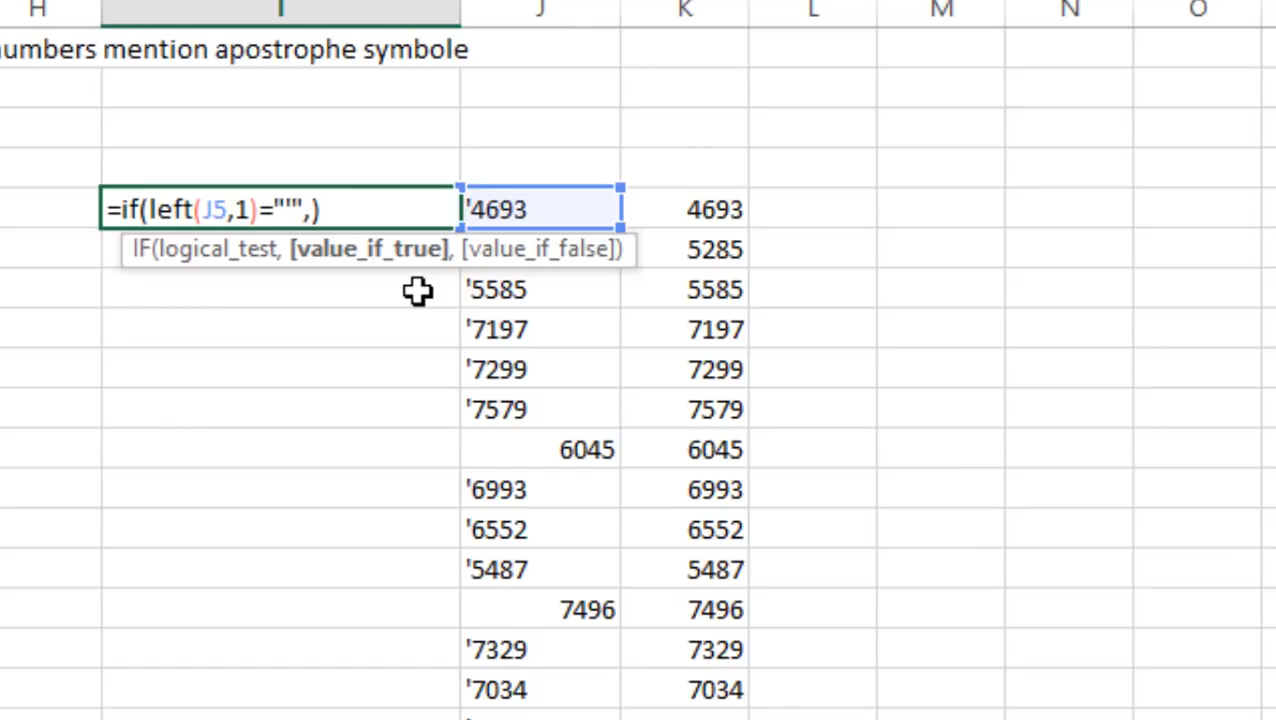 H I J K L M N O
numbers mention apostrophe symbole
=if(left(J5,1)="'",) '4693 4693
IF(logical_test, [value_if_true], [value_if_false]) 5285
'5585 5585
'7197 7197
'7299 7299
'7579 7579
6045 6045
'6993 6993
'6552 6552
'5487 5487
7496 7496
'7329 7329
'7034 7034